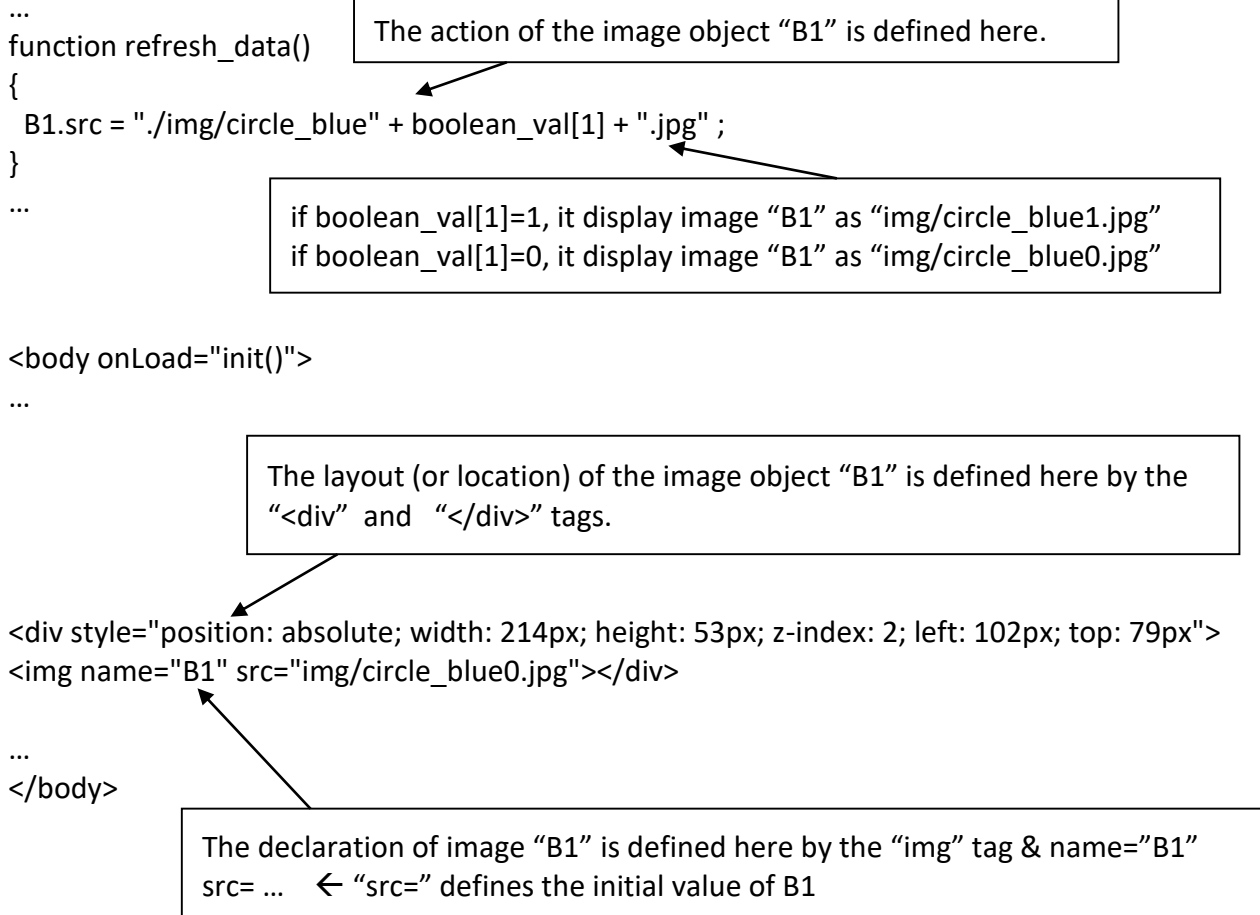 ...
The action of the image object “B1” is defined here.
function refresh_data()
{
B1.src = "./img/circle_blue" + boolean_val[1] + ".jpg" ;
}
...
if boolean_val[1]=1, it display image “B1” as “img/circle_blue1.jpg”
if boolean_val[1]=0, it display image “B1” as “img/circle_blue0.jpg”
<body onLoad="init()">
...
The layout (or location) of the image object “B1” is defined here by the
“<div” and “</div>” tags.
<div style="position: absolute; width: 214px; height: 53px; z-index: 2; left: 102px; top: 79px">
<img name="B1" src="img/circle_blue0.jpg"></div>
...
</body>
The declaration of image “B1” is defined here by the “img” tag & name=”B1”
src= … ← “src=” defines the initial value of B1